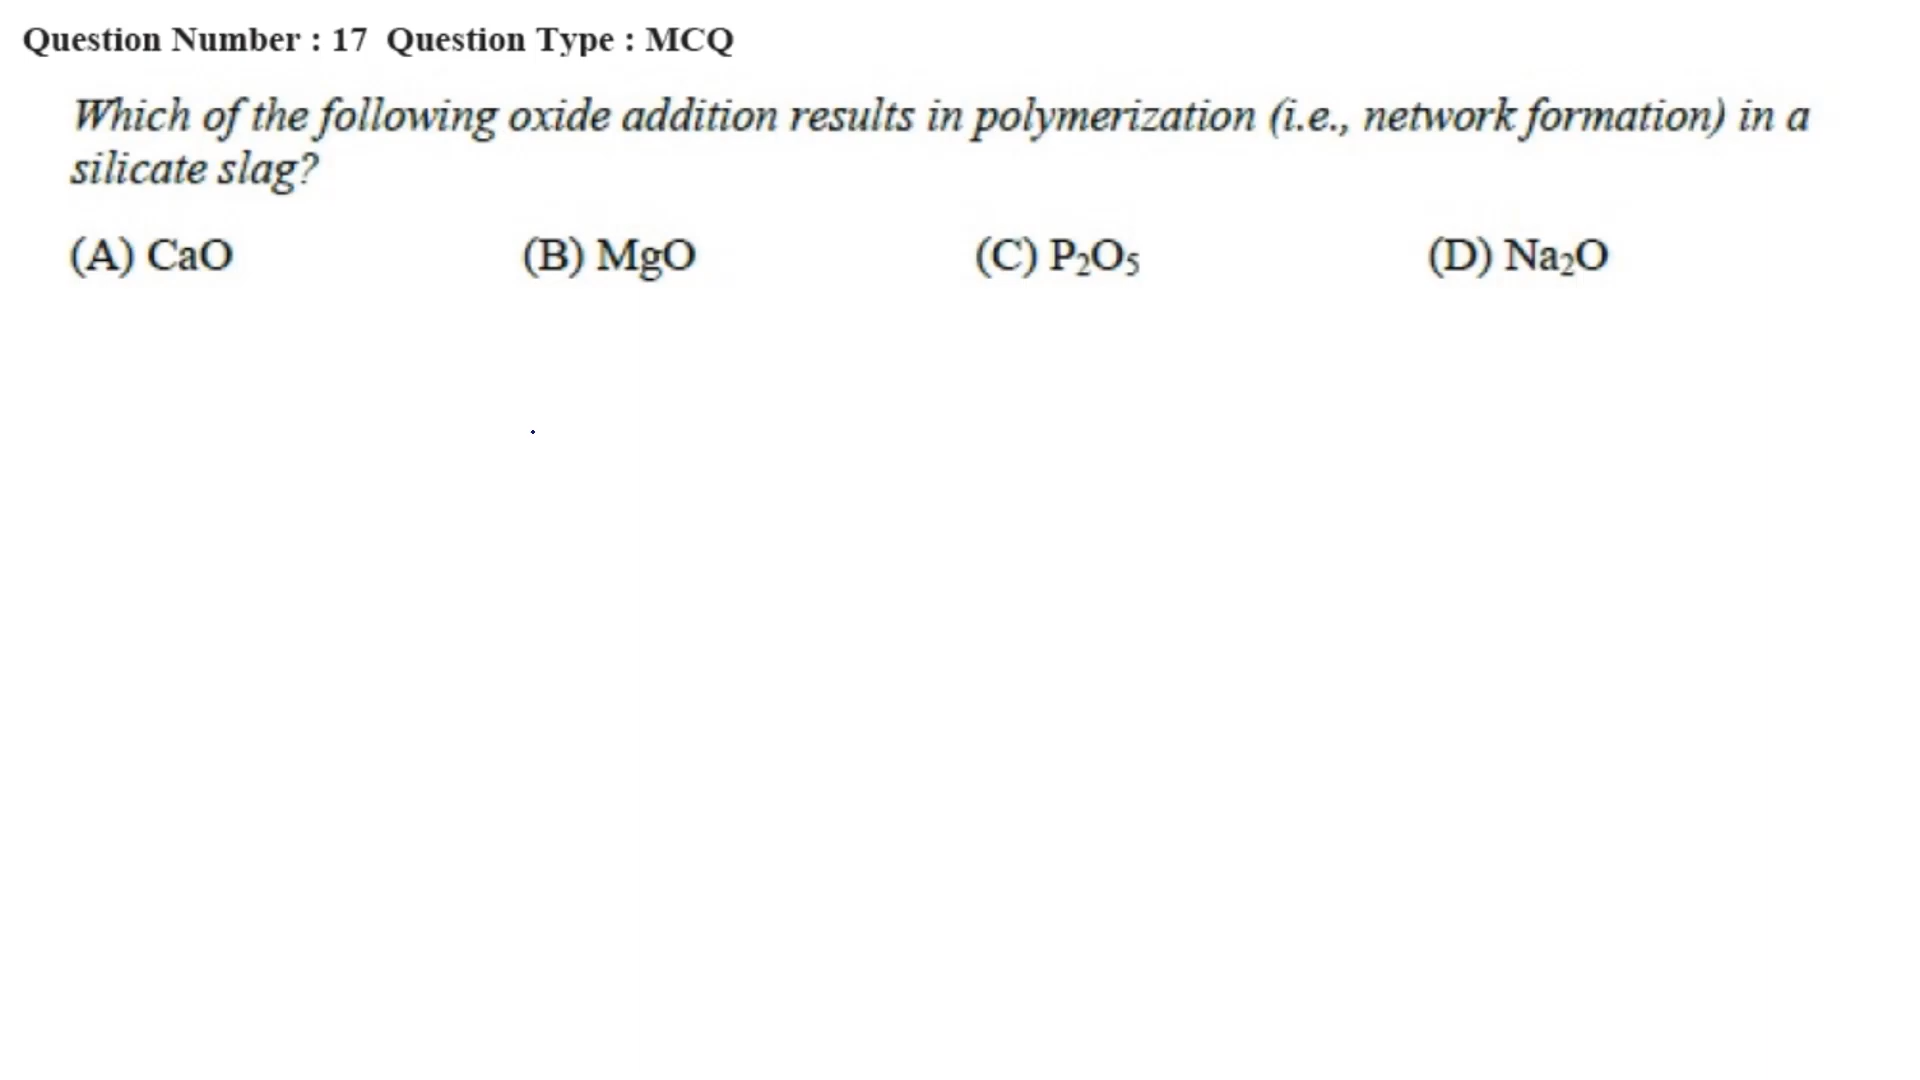 Question Number : 17 Question Type : MCQ
Which of the following oxide addition results in polymerization (i.e., network formation) in a
silicate slag?
(A) CaO (B) MgO (C) P₂O₅ (D) Na₂O